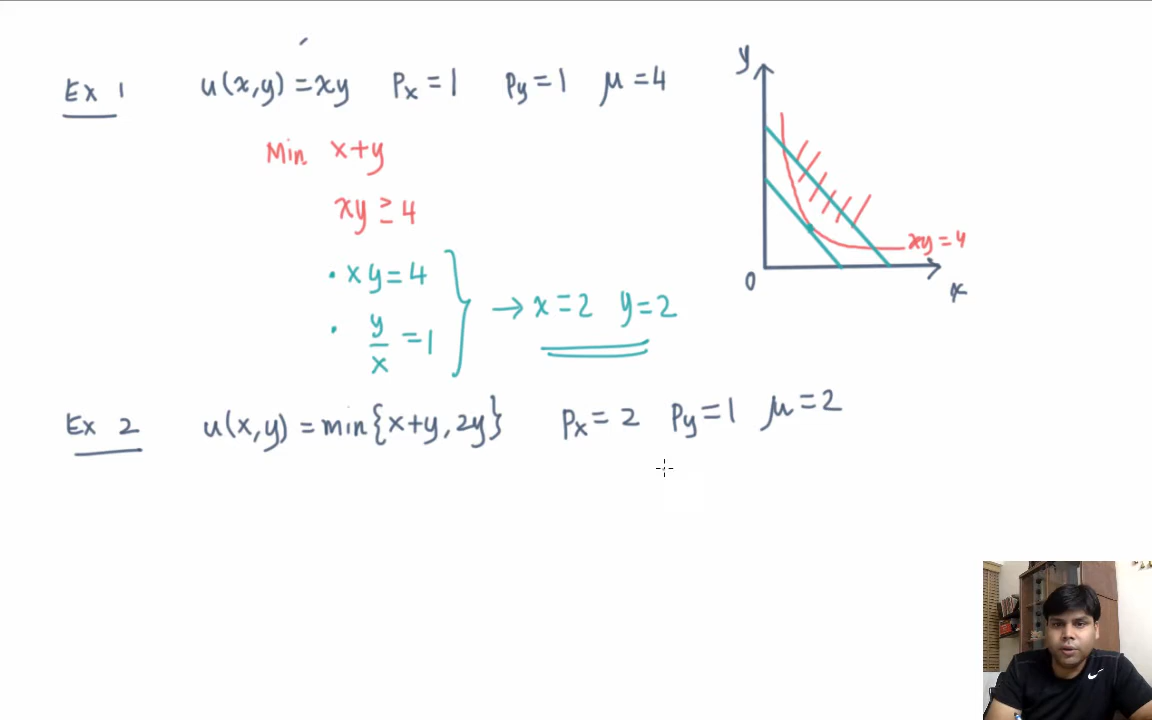 Ex 1 u(x,y) = xy Px = 1 Py = 1 μ = 4
Min x+y
xy ≥ 4
• xy = 4
• y/x = 1
→ x = 2 y = 2
y
xy = 4
0
x
Ex 2 u(x,y) = min{x+y, 2y} Px = 2 Py = 1 μ = 2